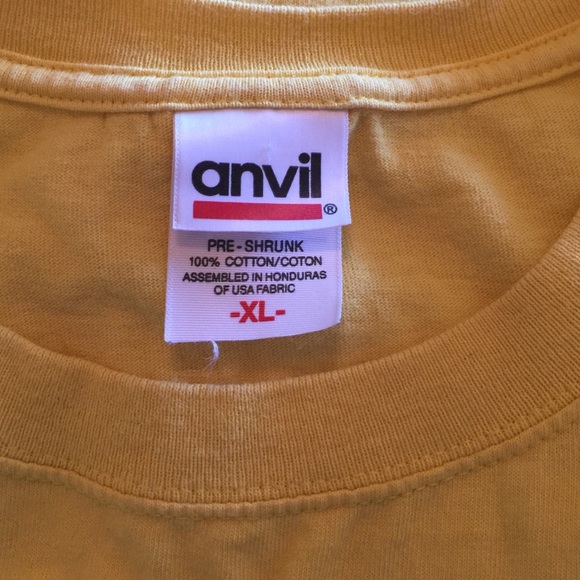 anvil®
PRE-SHRUNK
100% COTTON/COTON
ASSEMBLED IN HONDURAS
OF USA FABRIC
-XL-